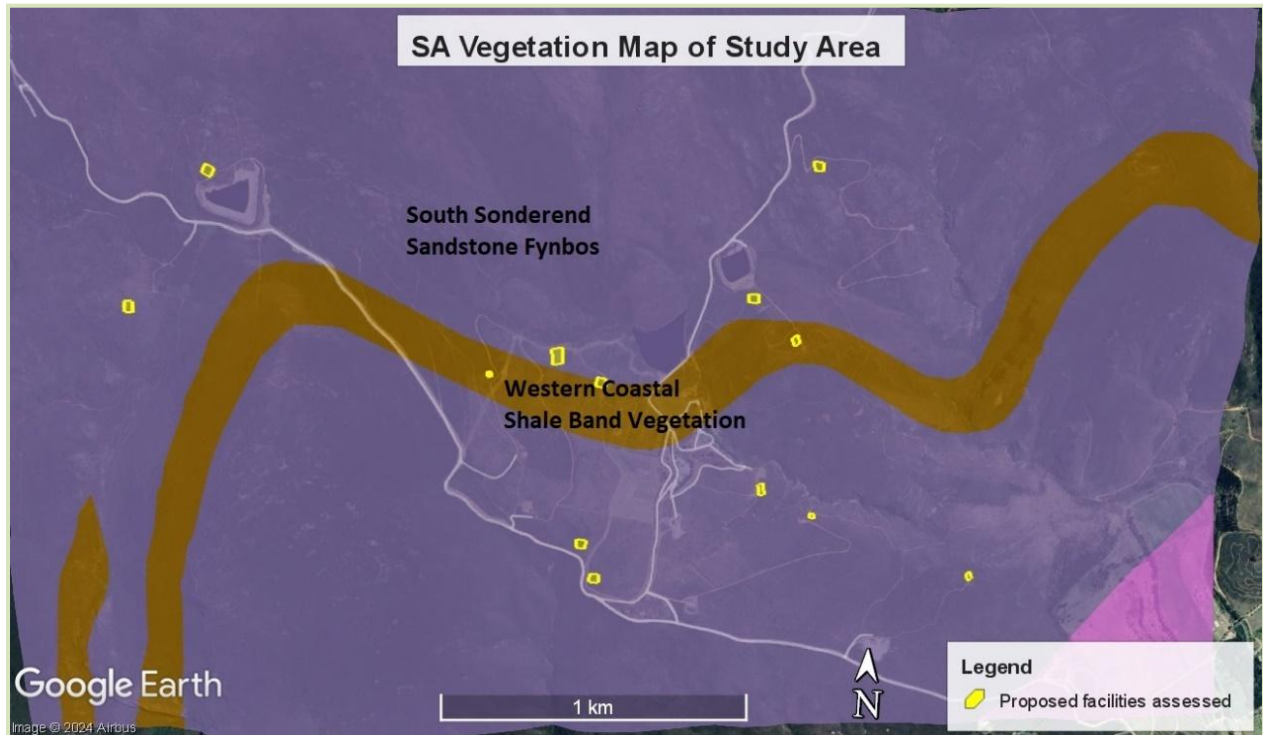 SA Vegetation Map of Study Area
South Sonderend
Sandstone Fynbos
Western Coastal
Shale Band Vegetation
Legend
Proposed facilities assessed
Google Earth
1 km
N
Image © 2024 Airbus